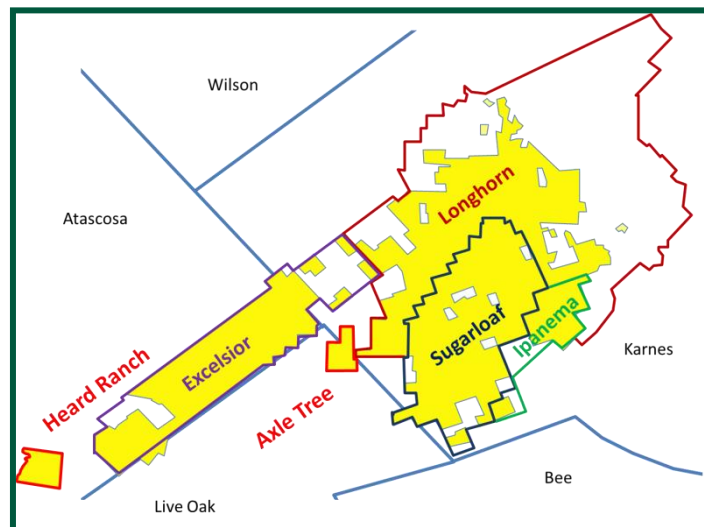 Wilson
Atascosa
Longhorn
Sugarloaf
Ipanema
Excelsior
Karnes
Heard Ranch
Axle Tree
Bee
Live Oak